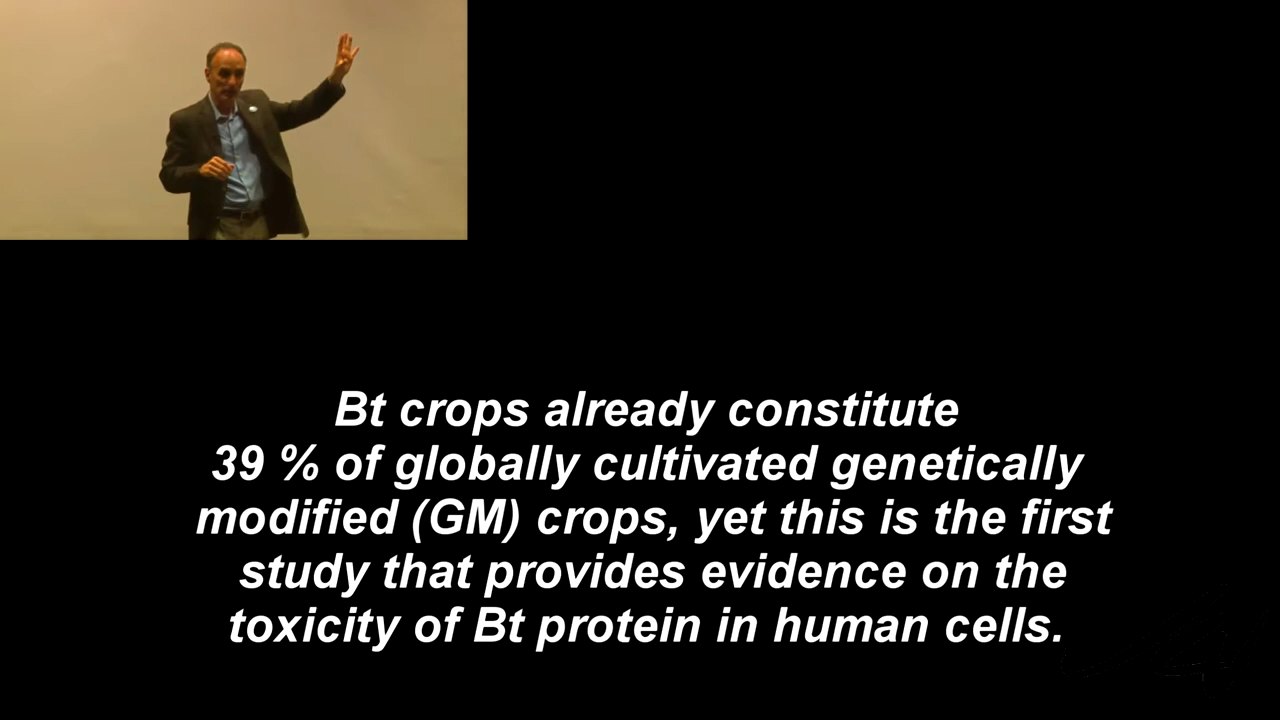 Bt crops already constitute
39 % of globally cultivated genetically
modified (GM) crops, yet this is the first
study that provides evidence on the
toxicity of Bt protein in human cells.